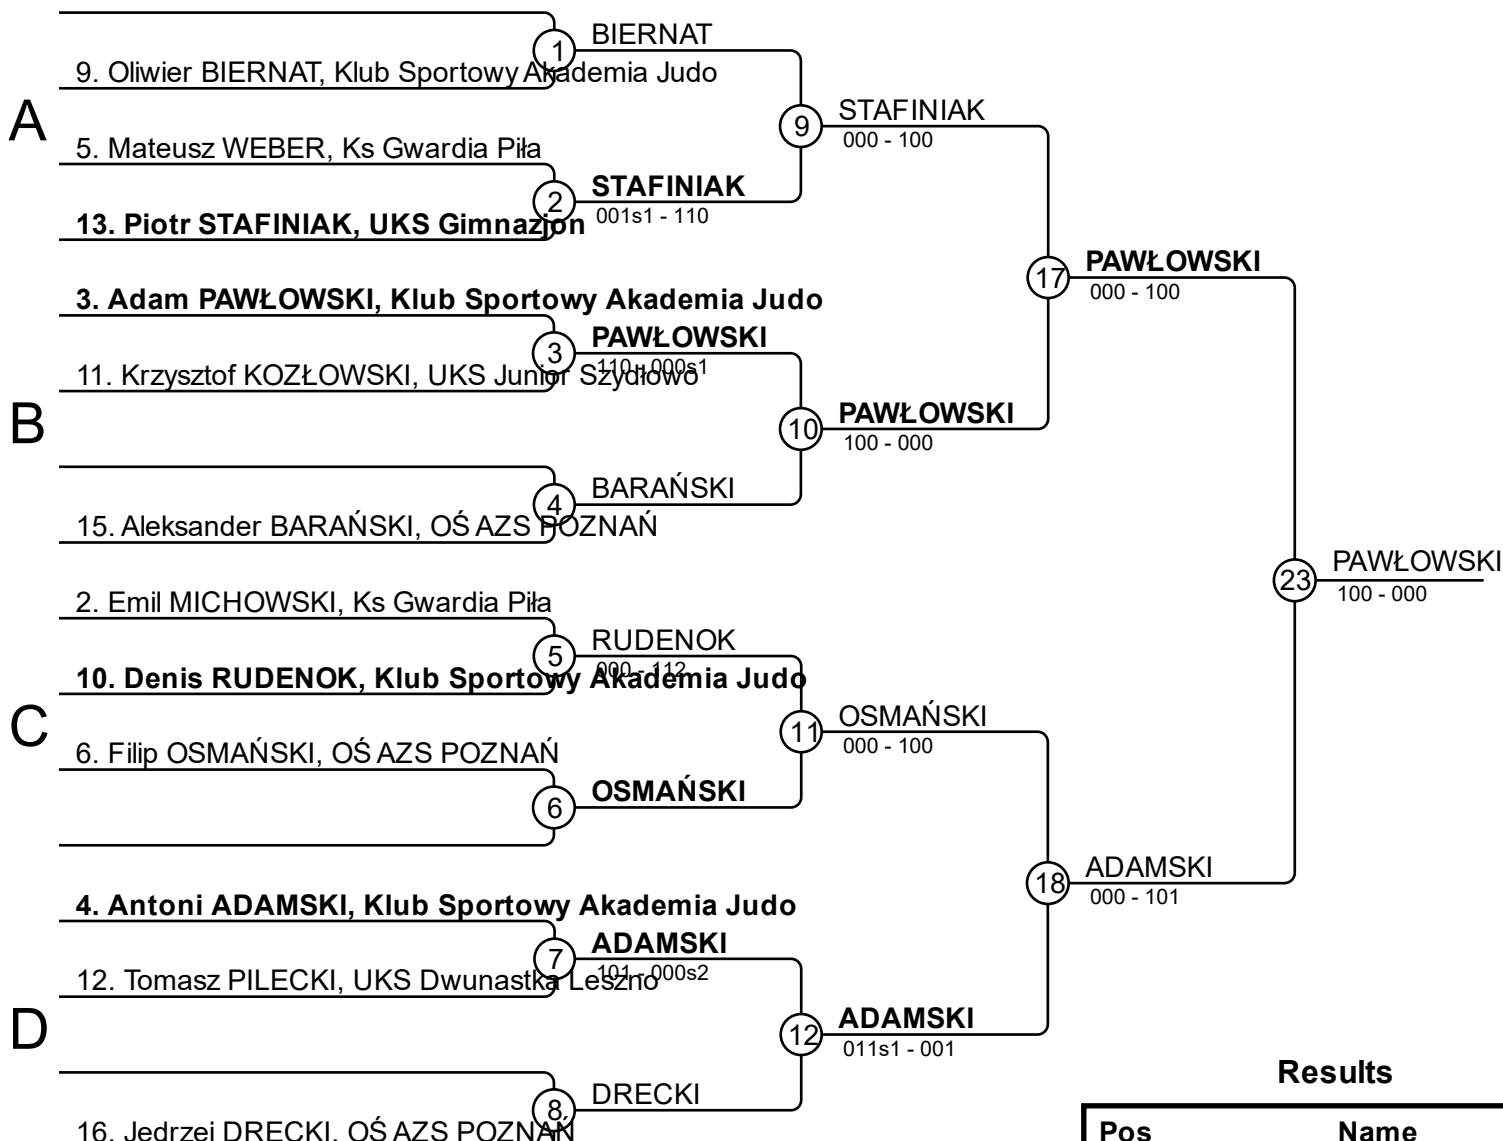 BIERNAT
1
9. Oliwier BIERNAT, Klub Sportowy Akademia Judo
A
STAFINIAK
9
000 - 100
5. Mateusz WEBER, Ks Gwardia Piła
STAFINIAK
2
001s1 - 110
13. Piotr STAFINIAK, UKS Gimnazjon
PAWŁOWSKI
17
000 - 100
3. Adam PAWŁOWSKI, Klub Sportowy Akademia Judo
PAWŁOWSKI
3
110 - 000s1
11. Krzysztof KOZŁOWSKI, UKS Junior Szydłowo
B
PAWŁOWSKI
10
100 - 000
BARAŃSKI
4
15. Aleksander BARAŃSKI, OŚ AZS POZNAŃ
PAWŁOWSKI
23
100 - 000
2. Emil MICHOWSKI, Ks Gwardia Piła
RUDENOK
5
000 - 112
10. Denis RUDENOK, Klub Sportowy Akademia Judo
C
OSMAŃSKI
11
000 - 100
6. Filip OSMAŃSKI, OŚ AZS POZNAŃ
OSMAŃSKI
6
ADAMSKI
18
000 - 101
4. Antoni ADAMSKI, Klub Sportowy Akademia Judo
ADAMSKI
7
101 - 000s2
12. Tomasz PILECKI, UKS Dwunastka Leszno
D
ADAMSKI
12
011s1 - 001
Results
DRECKI
8
16. Jędrzej DRECKI, OŚ AZS POZNAŃ
Pos Name